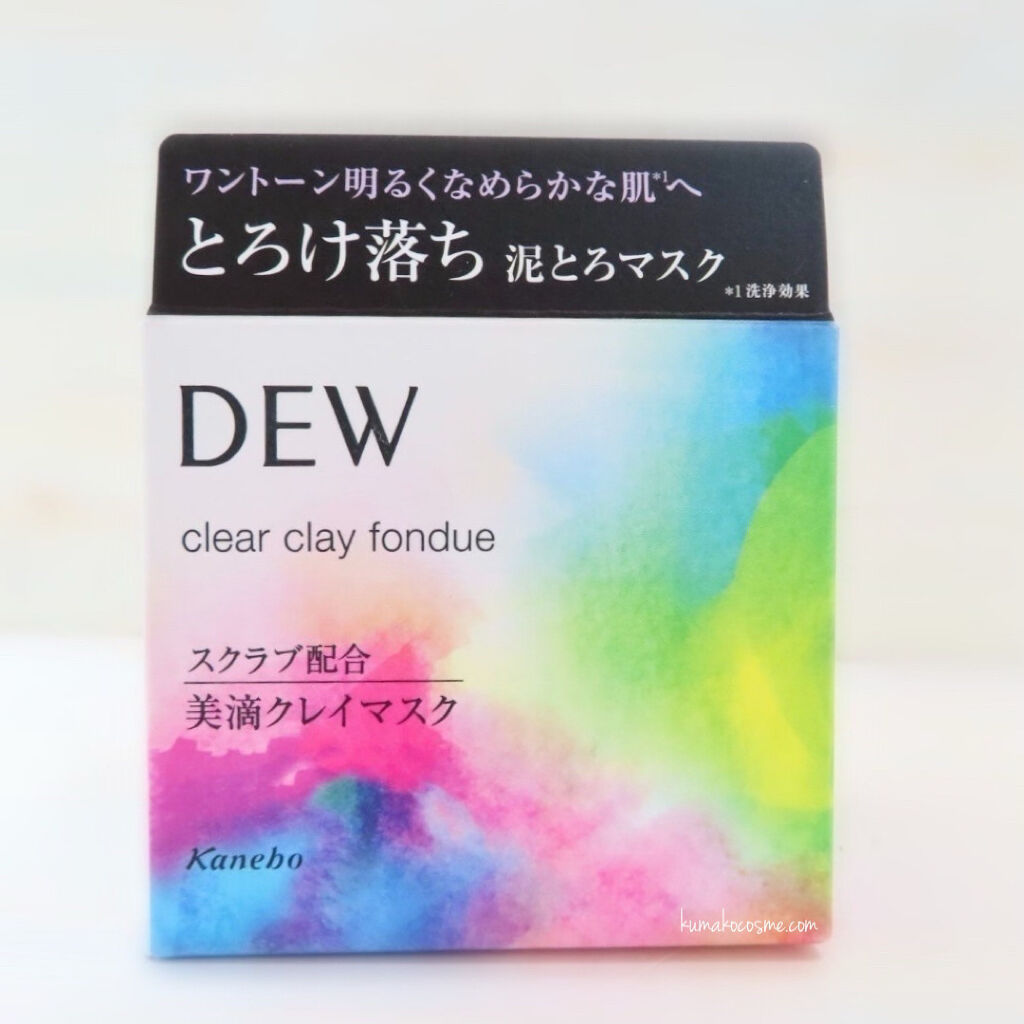 ワントーン明るくなめらかな肌*1へ
とろけ落ち 泥とろマスク
*1 洗浄効果
DEW
clear clay fondue
スクラブ配合
美滴クレイマスク
Kanebo
kumakocosme.com